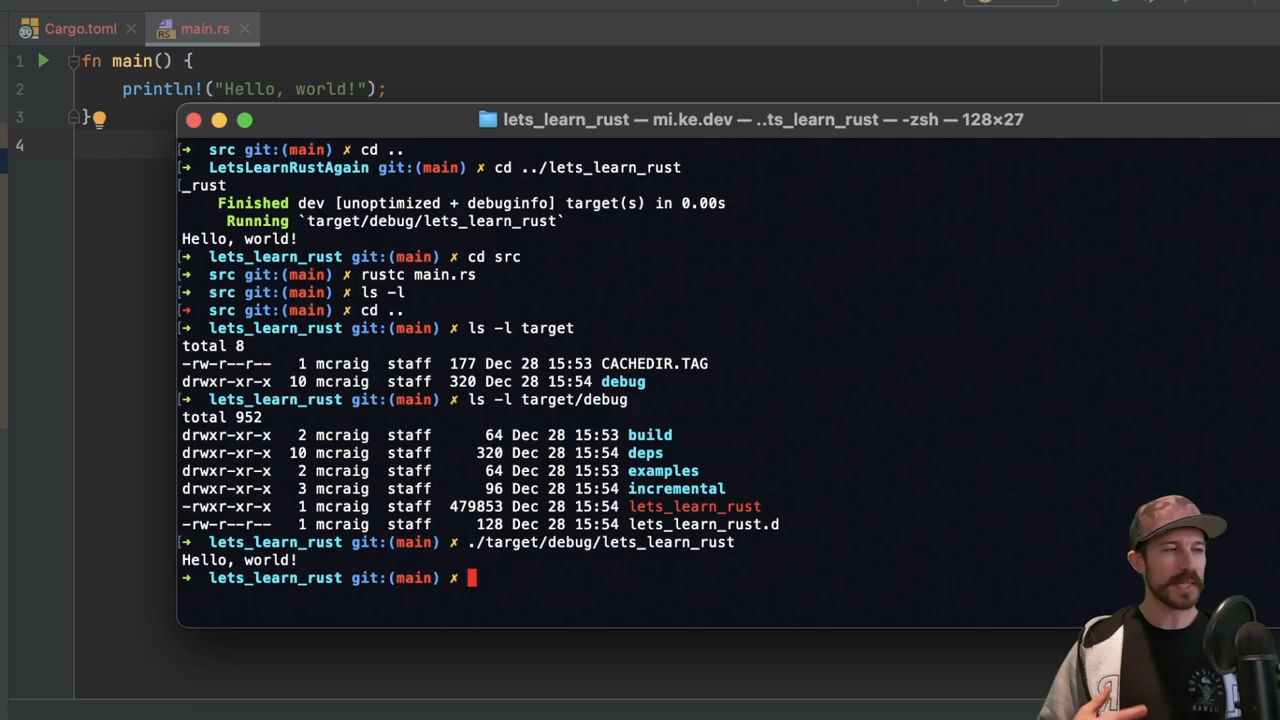 Cargo.toml
main.rs
1 fn main() {
2 println!("Hello, world!");
3 }
4
lets_learn_rust — mi.ke.dev — ..ts_learn_rust — -zsh — 128×27
[➜ src git:(main) ✗ cd ..
[➜ LetsLearnRustAgain git:(main) ✗ cd ../lets_learn_rust
[_rust
Finished dev [unoptimized + debuginfo] target(s) in 0.00s
Running `target/debug/lets_learn_rust`
Hello, world!
[➜ lets_learn_rust git:(main) ✗ cd src
[➜ src git:(main) ✗ rustc main.rs
[➜ src git:(main) ✗ ls -l
[➜ src git:(main) ✗ cd ..
[➜ lets_learn_rust git:(main) ✗ ls -l target
total 8
-rw-r--r-- 1 mcraig staff 177 Dec 28 15:53 CACHEDIR.TAG
drwxr-xr-x 10 mcraig staff 320 Dec 28 15:54 debug
[➜ lets_learn_rust git:(main) ✗ ls -l target/debug
total 952
drwxr-xr-x 2 mcraig staff 64 Dec 28 15:53 build
drwxr-xr-x 10 mcraig staff 320 Dec 28 15:54 deps
drwxr-xr-x 2 mcraig staff 64 Dec 28 15:53 examples
drwxr-xr-x 3 mcraig staff 96 Dec 28 15:54 incremental
-rwxr-xr-x 1 mcraig staff 479853 Dec 28 15:54 lets_learn_rust
-rw-r--r-- 1 mcraig staff 128 Dec 28 15:54 lets_learn_rust.d
[➜ lets_learn_rust git:(main) ✗ ./target/debug/lets_learn_rust
Hello, world!
➜ lets_learn_rust git:(main) ✗